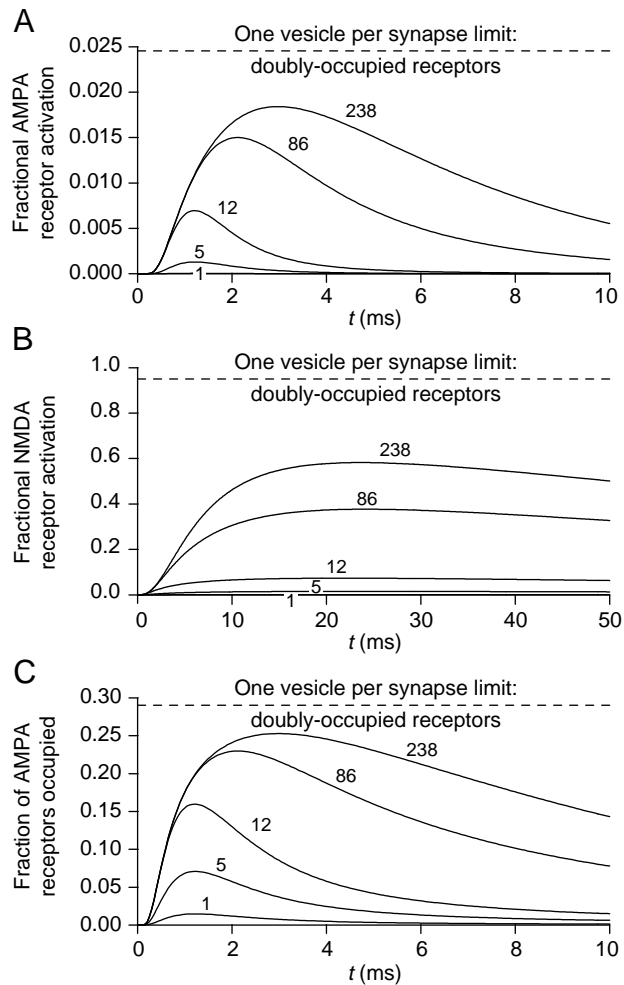 A
One vesicle per synapse limit:
doubly-occupied receptors
Fractional AMPA
receptor activation
0.025
0.020
0.015
0.010
0.005
0.000
238
86
12
5
1
0 2 4 6 8 10
t (ms)
B
One vesicle per synapse limit:
doubly-occupied receptors
Fractional NMDA
receptor activation
1.0
0.8
0.6
0.4
0.2
0.0
238
86
12
5
1
0 10 20 30 40 50
t (ms)
C
One vesicle per synapse limit:
doubly-occupied receptors
Fraction of AMPA
receptors occupied
0.30
0.25
0.20
0.15
0.10
0.05
0.00
238
86
12
5
1
0 2 4 6 8 10
t (ms)